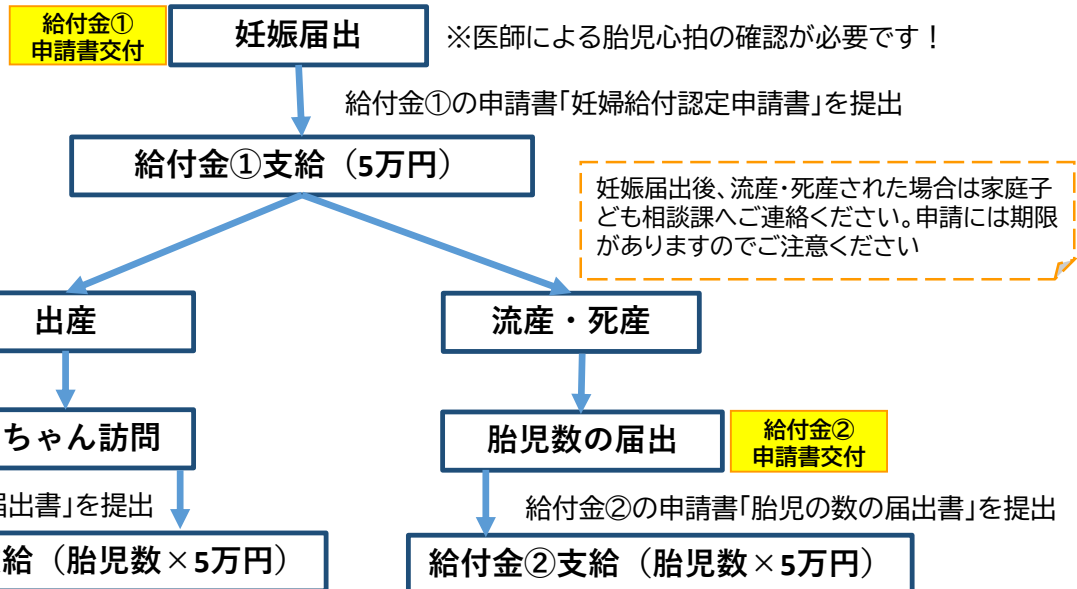 給付金①
申請書交付
妊娠届出
※医師による胎児心拍の確認が必要です！
給付金①の申請書「妊婦給付認定申請書」を提出
給付金①支給（5万円）
妊娠届出後、流産・死産された場合は家庭子
ども相談課へご連絡ください。申請には期限
がありますのでご注意ください
出産
流産・死産
ちゃん訪問
胎児数の届出
給付金②
申請書交付
届出書」を提出
給付金②の申請書「胎児の数の届出書」を提出
給（胎児数×5万円）
給付金②支給（胎児数×5万円）